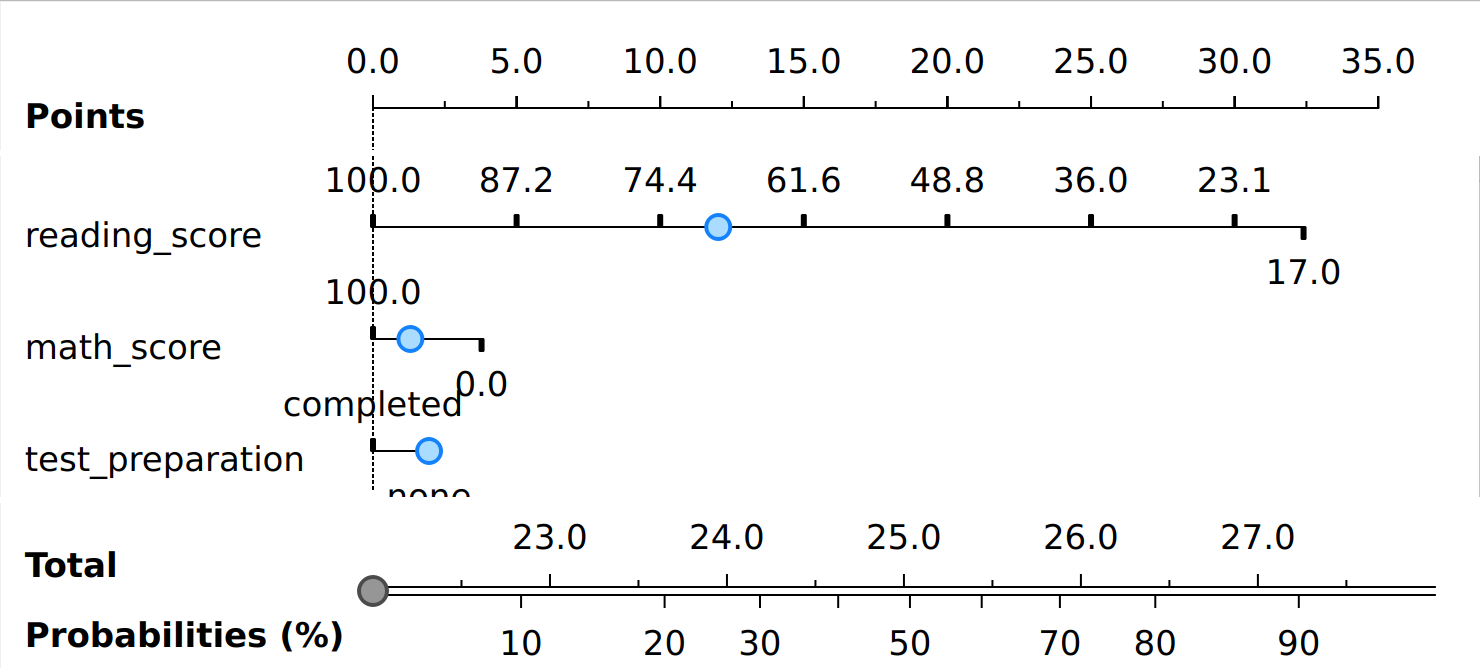 0.0 5.0 10.0 15.0 20.0 25.0 30.0 35.0
Points
100.0 87.2 74.4 61.6 48.8 36.0 23.1
reading_score
17.0
100.0
math_score
0.0
completed
test_preparation
none
23.0 24.0 25.0 26.0 27.0
Total
Probabilities (%)
10 20 30 50 70 80 90